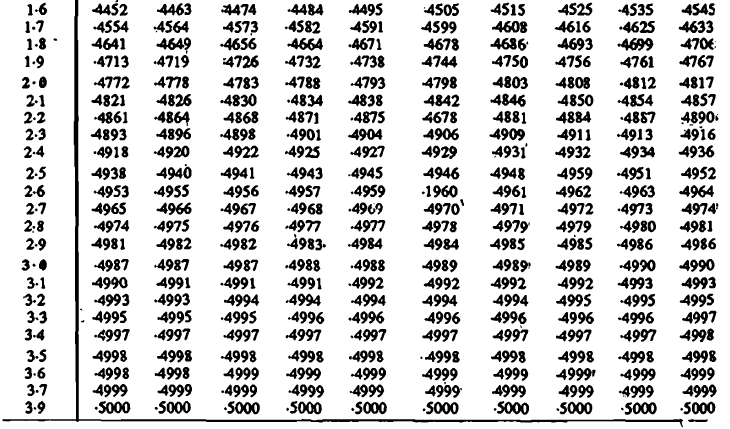 1·6 ·4452 ·4463 ·4474 ·4484 ·4495 ·4505 ·4515 ·4525 ·4535 ·4545
1·7 ·4554 ·4564 ·4573 ·4582 ·4591 ·4599 ·4608 ·4616 ·4625 ·4633
1·8 ·4641 ·4649 ·4656 ·4664 ·4671 ·4678 ·4686 ·4693 ·4699 ·4706
1·9 ·4713 ·4719 ·4726 ·4732 ·4738 ·4744 ·4750 ·4756 ·4761 ·4767
2·0 ·4772 ·4778 ·4783 ·4788 ·4793 ·4798 ·4803 ·4808 ·4812 ·4817
2·1 ·4821 ·4826 ·4830 ·4834 ·4838 ·4842 ·4846 ·4850 ·4854 ·4857
2·2 ·4861 ·4864 ·4868 ·4871 ·4875 ·4678 ·4881 ·4884 ·4887 ·4890
2·3 ·4893 ·4896 ·4898 ·4901 ·4904 ·4906 ·4909 ·4911 ·4913 ·4916
2·4 ·4918 ·4920 ·4922 ·4925 ·4927 ·4929 ·4931 ·4932 ·4934 ·4936
2·5 ·4938 ·4940 ·4941 ·4943 ·4945 ·4946 ·4948 ·4959 ·4951 ·4952
2·6 ·4953 ·4955 ·4956 ·4957 ·4959 ·1960 ·4961 ·4962 ·4963 ·4964
2·7 ·4965 ·4966 ·4967 ·4968 ·4969 ·4970 ·4971 ·4972 ·4973 ·4974
2·8 ·4974 ·4975 ·4976 ·4977 ·4977 ·4978 ·4979 ·4979 ·4980 ·4981
2·9 ·4981 ·4982 ·4982 ·4983 ·4984 ·4984 ·4985 ·4985 ·4986 ·4986
3·0 ·4987 ·4987 ·4987 ·4988 ·4988 ·4989 ·4989 ·4989 ·4990 ·4990
3·1 ·4990 ·4991 ·4991 ·4991 ·4992 ·4992 ·4992 ·4992 ·4993 ·4993
3·2 ·4993 ·4993 ·4994 ·4994 ·4994 ·4994 ·4994 ·4995 ·4995 ·4995
3·3 ·4995 ·4995 ·4995 ·4996 ·4996 ·4996 ·4996 ·4996 ·4996 ·4997
3·4 ·4997 ·4997 ·4997 ·4997 ·4997 ·4997 ·4997 ·4997 ·4997 ·4998
3·5 ·4998 ·4998 ·4998 ·4998 ·4998 ·4998 ·4998 ·4998 ·4998 ·4998
3·6 ·4998 ·4998 ·4999 ·4999 ·4999 ·4999 ·4999 ·4999 ·4999 ·4999
3·7 ·4999 ·4999 ·4999 ·4999 ·4999 ·4999 ·4999 ·4999 ·4999 ·4999
3·9 ·5000 ·5000 ·5000 ·5000 ·5000 ·5000 ·5000 ·5000 ·5000 ·5000